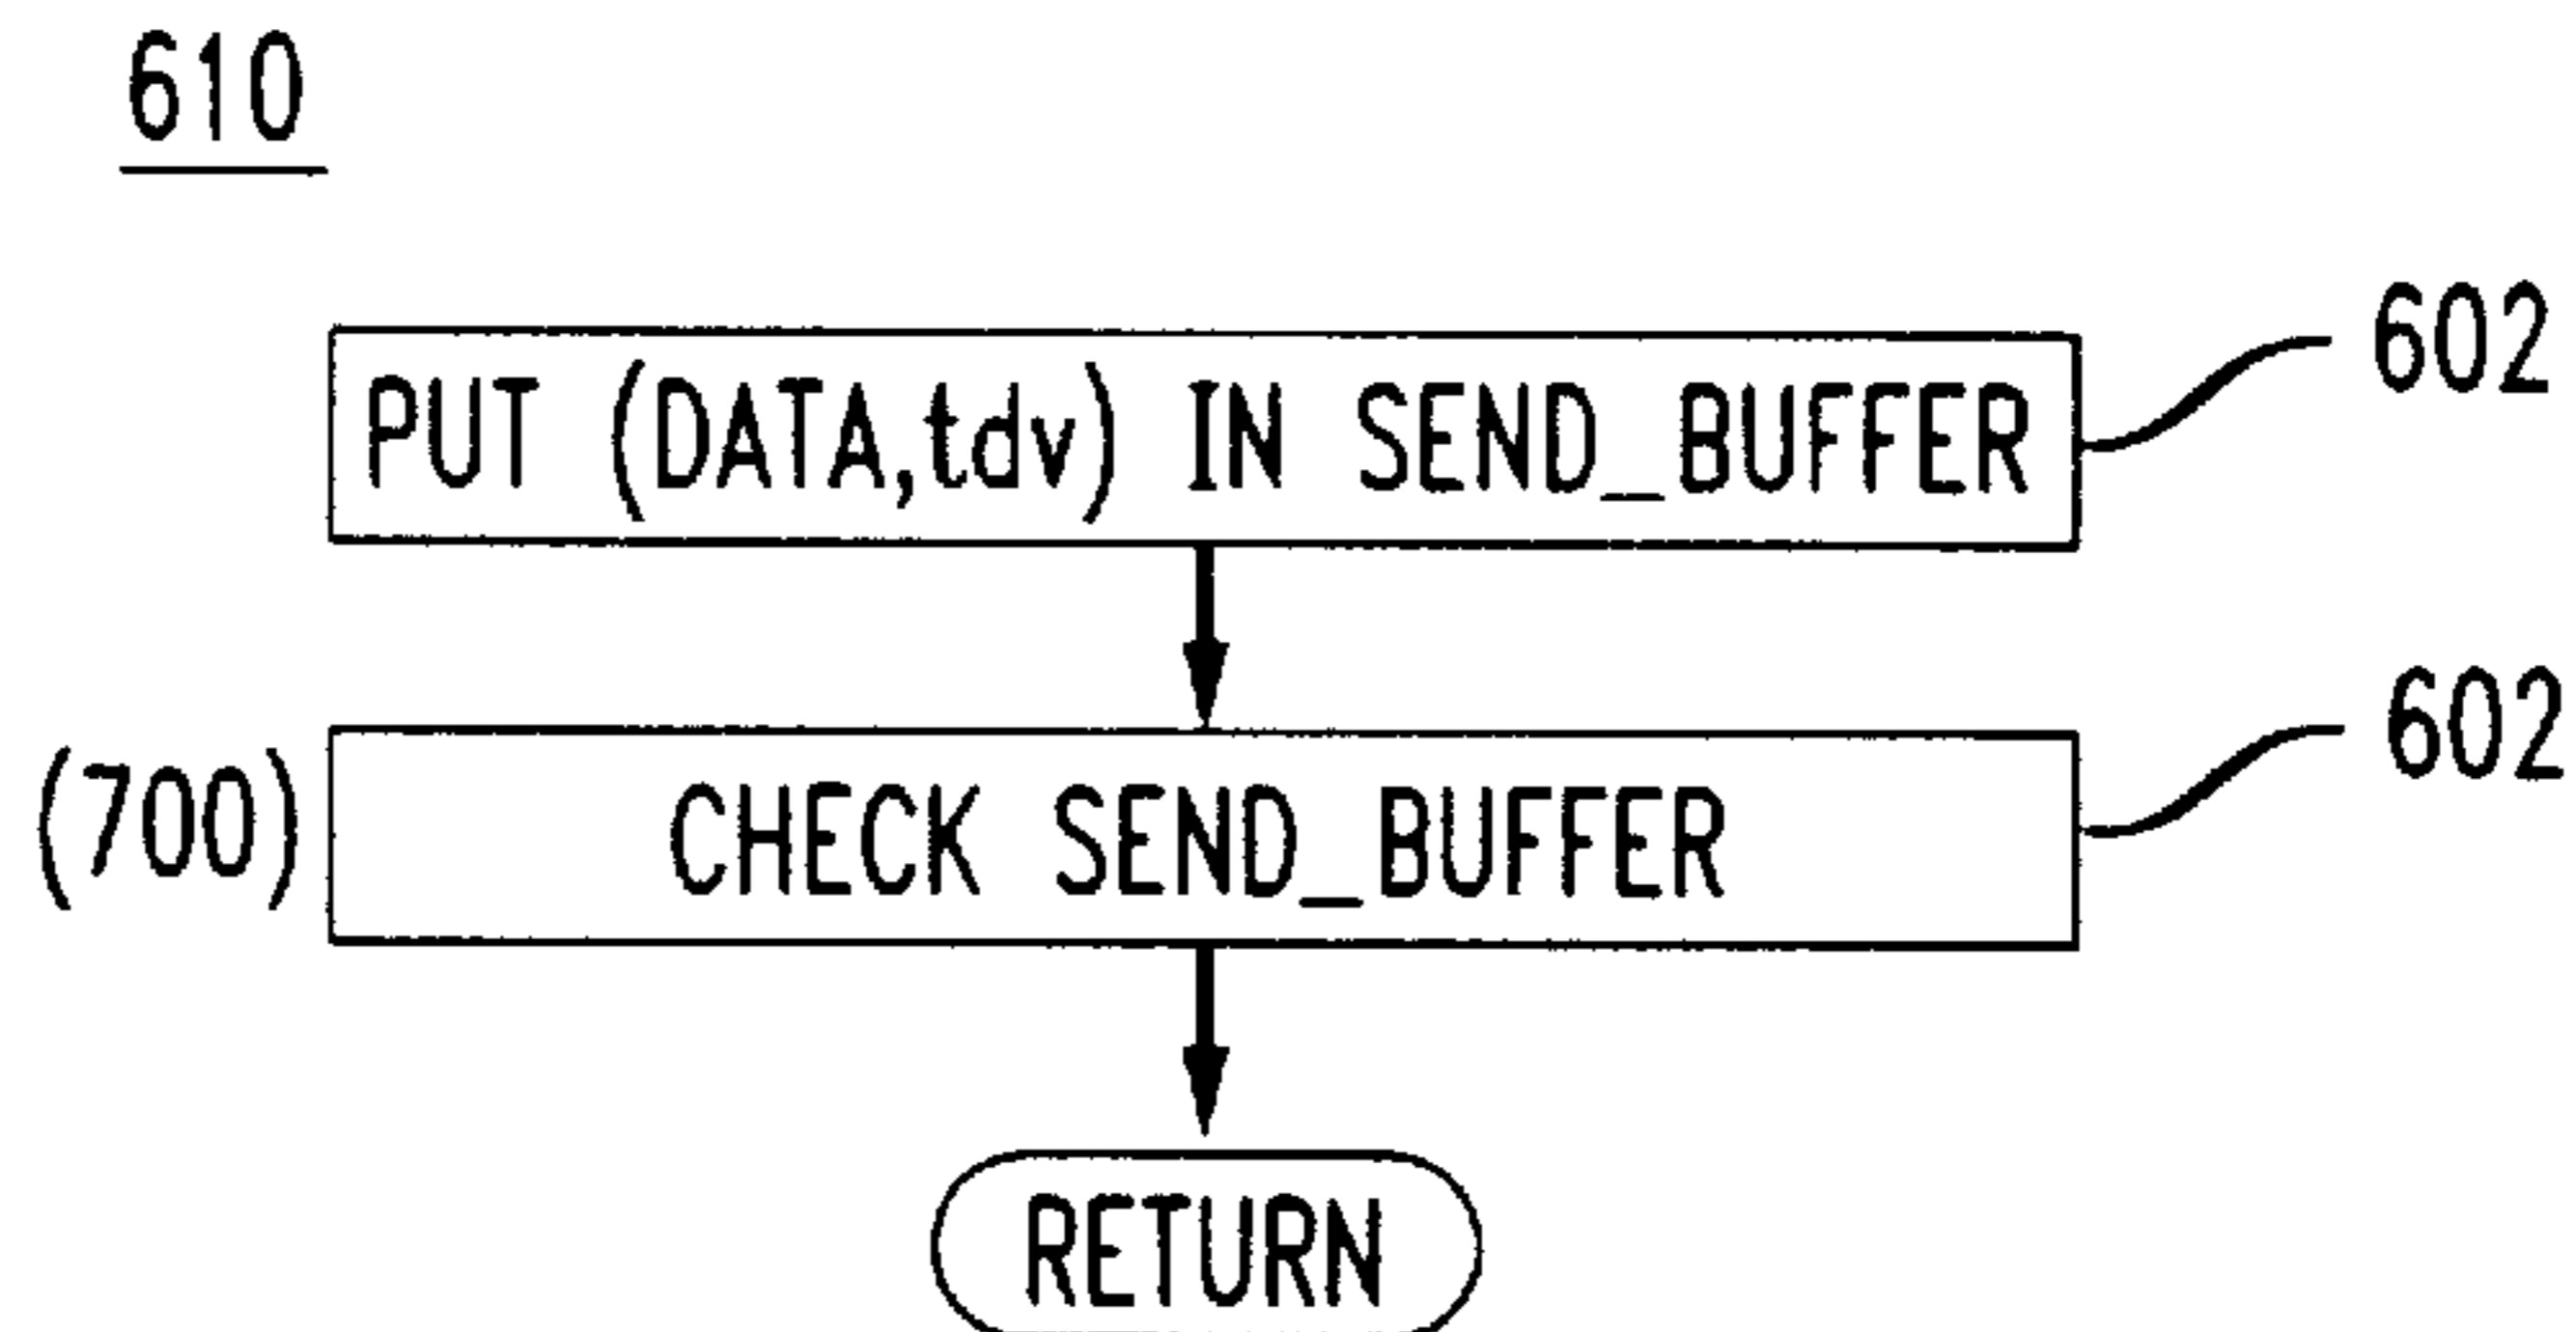 610
PUT (DATA,tdv) IN SEND_BUFFER
602
(700)
CHECK SEND_BUFFER
602
RETURN